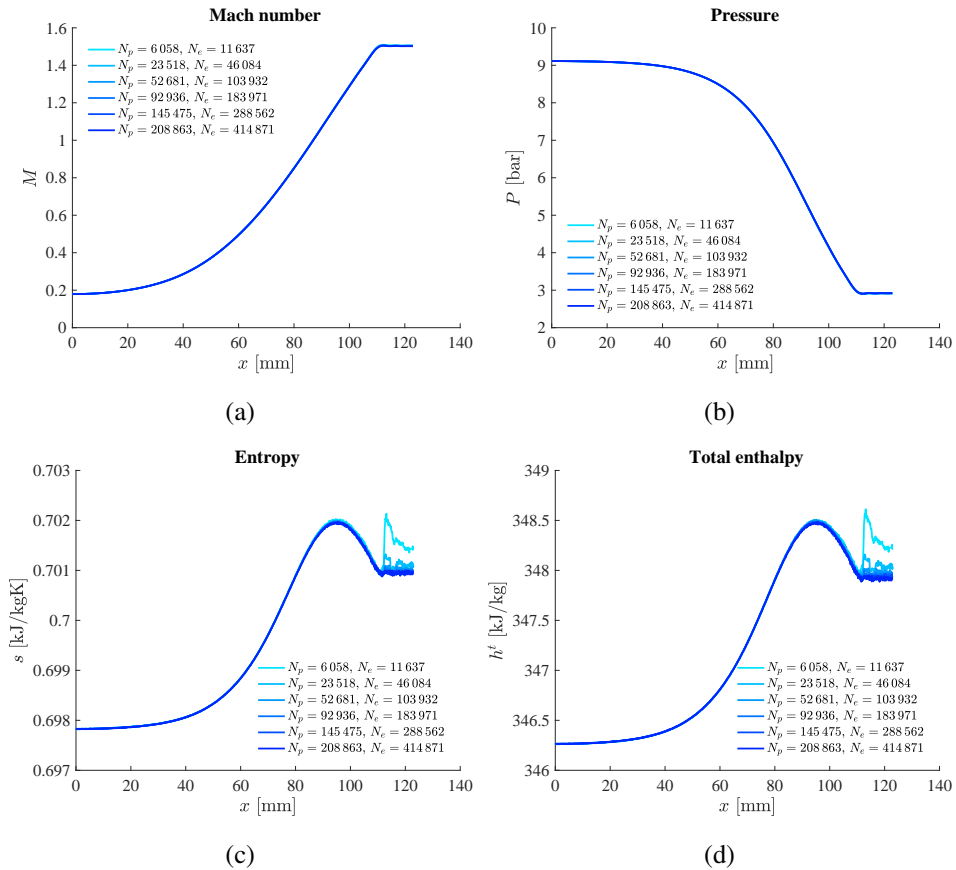 Mach number
1.6
1.4
1.2
1
0.8
0.6
0.4
0.2
0
M
N_p = 6 058, N_e = 11 637
N_p = 23 518, N_e = 46 084
N_p = 52 681, N_e = 103 932
N_p = 92 936, N_e = 183 971
N_p = 145 475, N_e = 288 562
N_p = 208 863, N_e = 414 871
0 20 40 60 80 100 120 140
x [mm]
(a)
Pressure
10
9
8
7
6
5
4
3
2
P [bar]
N_p = 6 058, N_e = 11 637
N_p = 23 518, N_e = 46 084
N_p = 52 681, N_e = 103 932
N_p = 92 936, N_e = 183 971
N_p = 145 475, N_e = 288 562
N_p = 208 863, N_e = 414 871
0 20 40 60 80 100 120 140
x [mm]
(b)
Entropy
0.703
0.702
0.701
0.7
0.699
0.698
0.697
s [kJ/kgK]
N_p = 6 058, N_e = 11 637
N_p = 23 518, N_e = 46 084
N_p = 52 681, N_e = 103 932
N_p = 92 936, N_e = 183 971
N_p = 145 475, N_e = 288 562
N_p = 208 863, N_e = 414 871
0 20 40 60 80 100 120 140
x [mm]
(c)
Total enthalpy
349
348.5
348
347.5
347
346.5
346
h^t [kJ/kg]
N_p = 6 058, N_e = 11 637
N_p = 23 518, N_e = 46 084
N_p = 52 681, N_e = 103 932
N_p = 92 936, N_e = 183 971
N_p = 145 475, N_e = 288 562
N_p = 208 863, N_e = 414 871
0 20 40 60 80 100 120 140
x [mm]
(d)